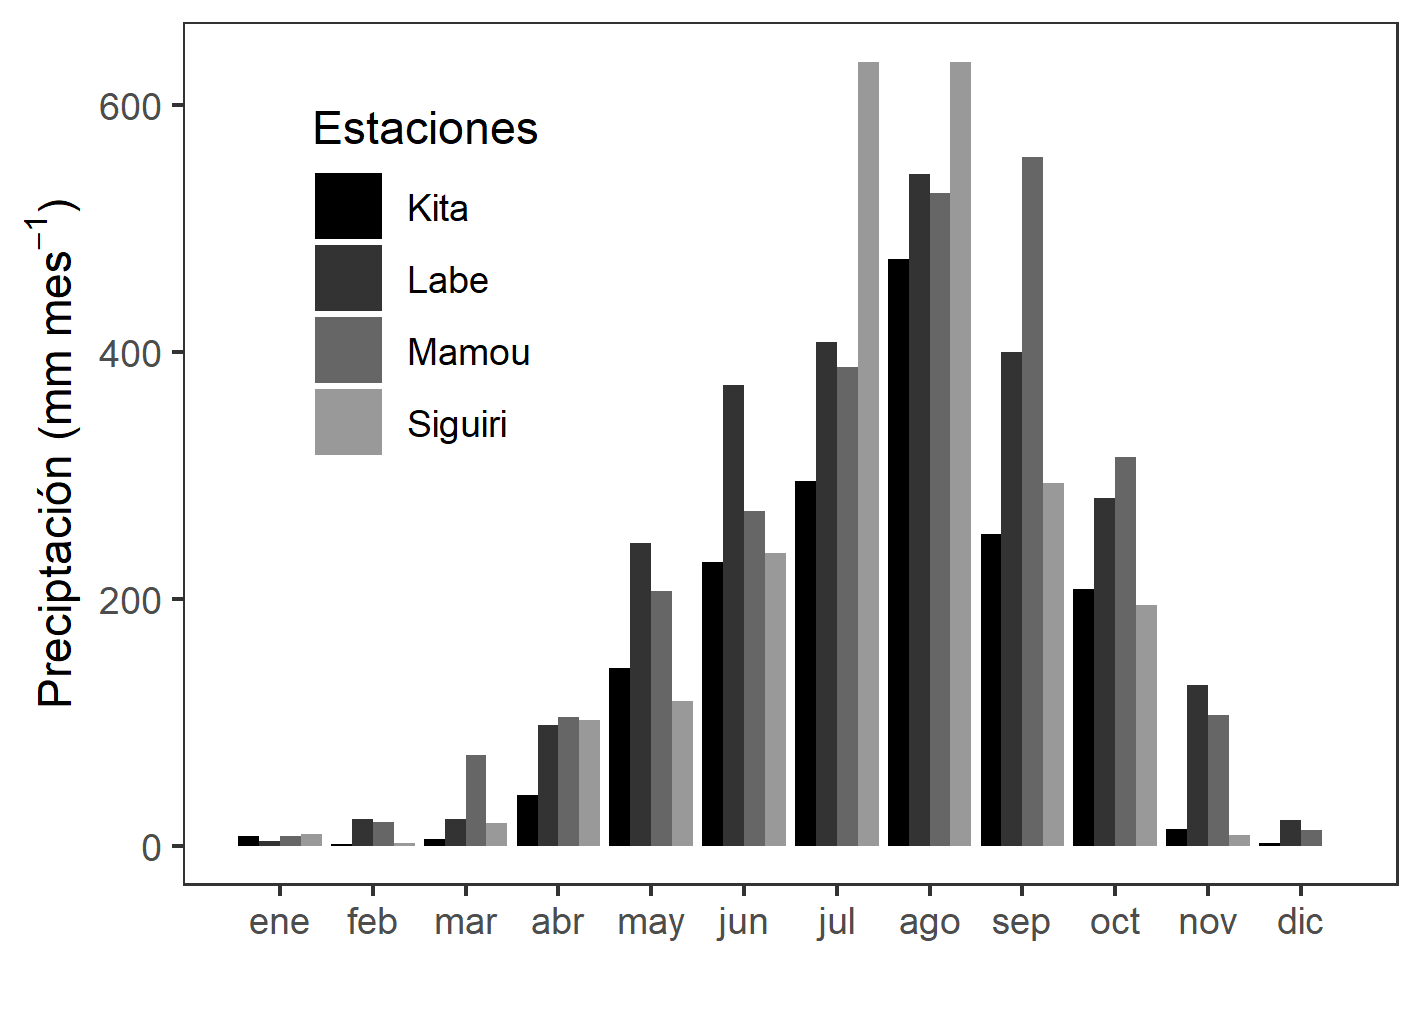 Estaciones
Kita
Labe
Mamou
Siguiri
Preciptación (mm mes⁻¹)
600
400
200
0
ene feb mar abr may jun jul ago sep oct nov dic